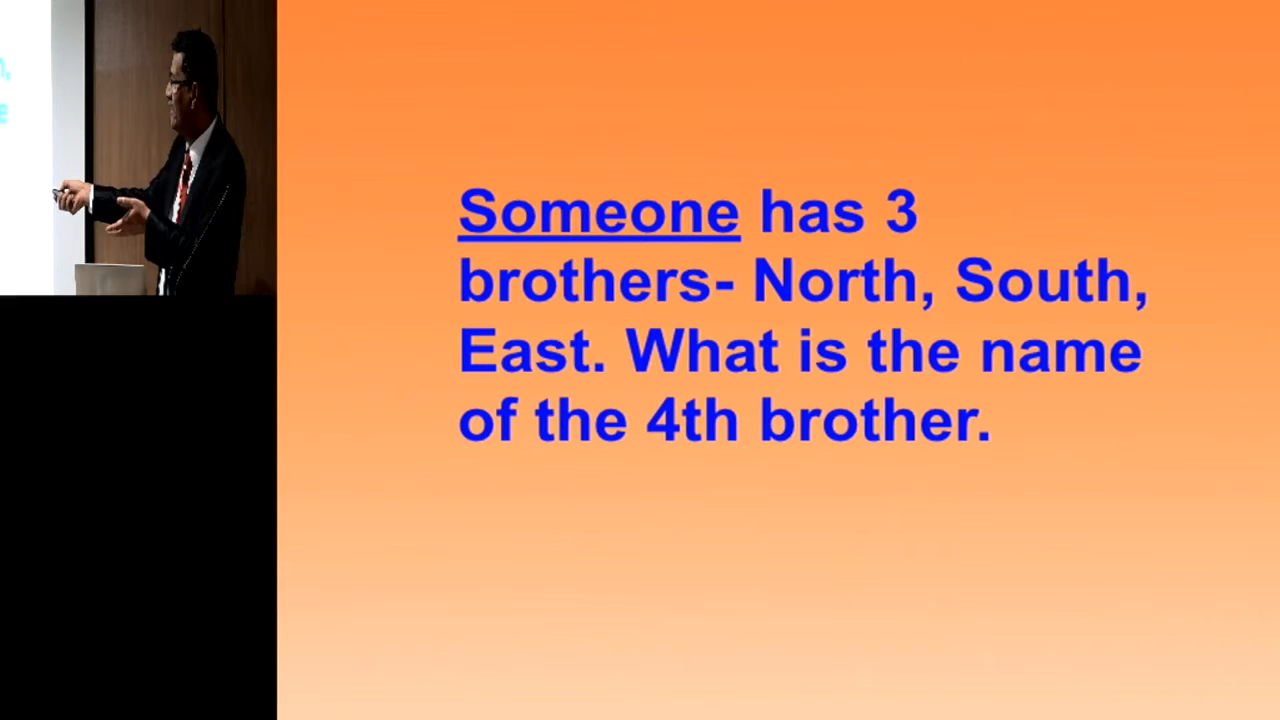 Someone has 3
brothers- North, South,
East. What is the name
of the 4th brother.